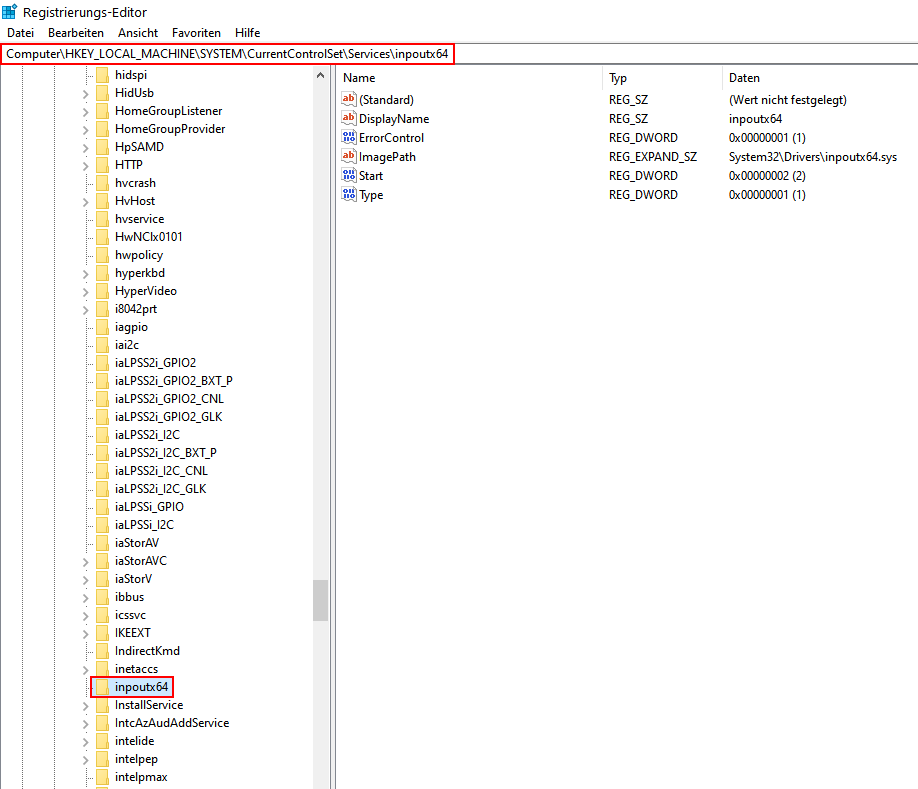 Registrierungs-Editor
Datei Bearbeiten Ansicht Favoriten Hilfe
Computer\HKEY_LOCAL_MACHINE\SYSTEM\CurrentControlSet\Services\inpoutx64
hidspi
HidUsb
HomeGroupListener
HomeGroupProvider
HpSAMD
HTTP
hvcrash
HvHost
hvservice
HwNClx0101
hwpolicy
hyperkbd
HyperVideo
i8042prt
iagpio
iai2c
iaLPSS2i_GPIO2
iaLPSS2i_GPIO2_BXT_P
iaLPSS2i_GPIO2_CNL
iaLPSS2i_GPIO2_GLK
iaLPSS2i_I2C
iaLPSS2i_I2C_BXT_P
iaLPSS2i_I2C_CNL
iaLPSS2i_I2C_GLK
iaLPSSi_GPIO
iaLPSSi_I2C
iaStorAV
iaStorAVC
iaStorV
ibbus
icssvc
IKEEXT
IndirectKmd
inetaccs
inpoutx64
InstallService
IntcAzAudAddService
intelide
intelpep
intelpmax
Name Typ Daten
(Standard) REG_SZ (Wert nicht festgelegt)
DisplayName REG_SZ inpoutx64
ErrorControl REG_DWORD 0x00000001 (1)
ImagePath REG_EXPAND_SZ System32\Drivers\inpoutx64.sys
Start REG_DWORD 0x00000002 (2)
Type REG_DWORD 0x00000001 (1)